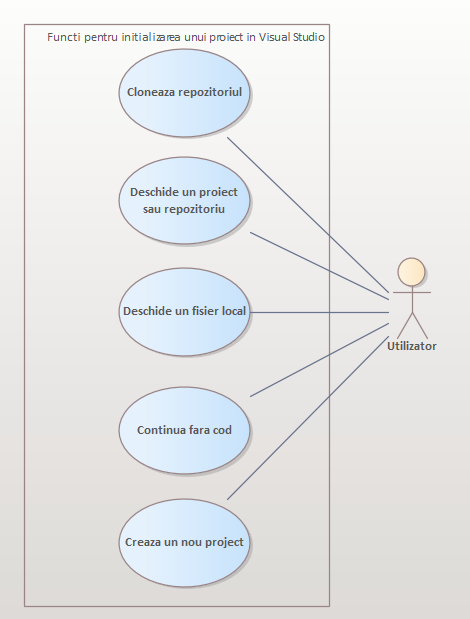 Functi pentru initializarea unui proiect in Visual Studio
Cloneaza repozitoriul
Deschide un proiect
sau repozitoriu
Deschide un fisier local
Utilizator
Continua fara cod
Creaza un nou project